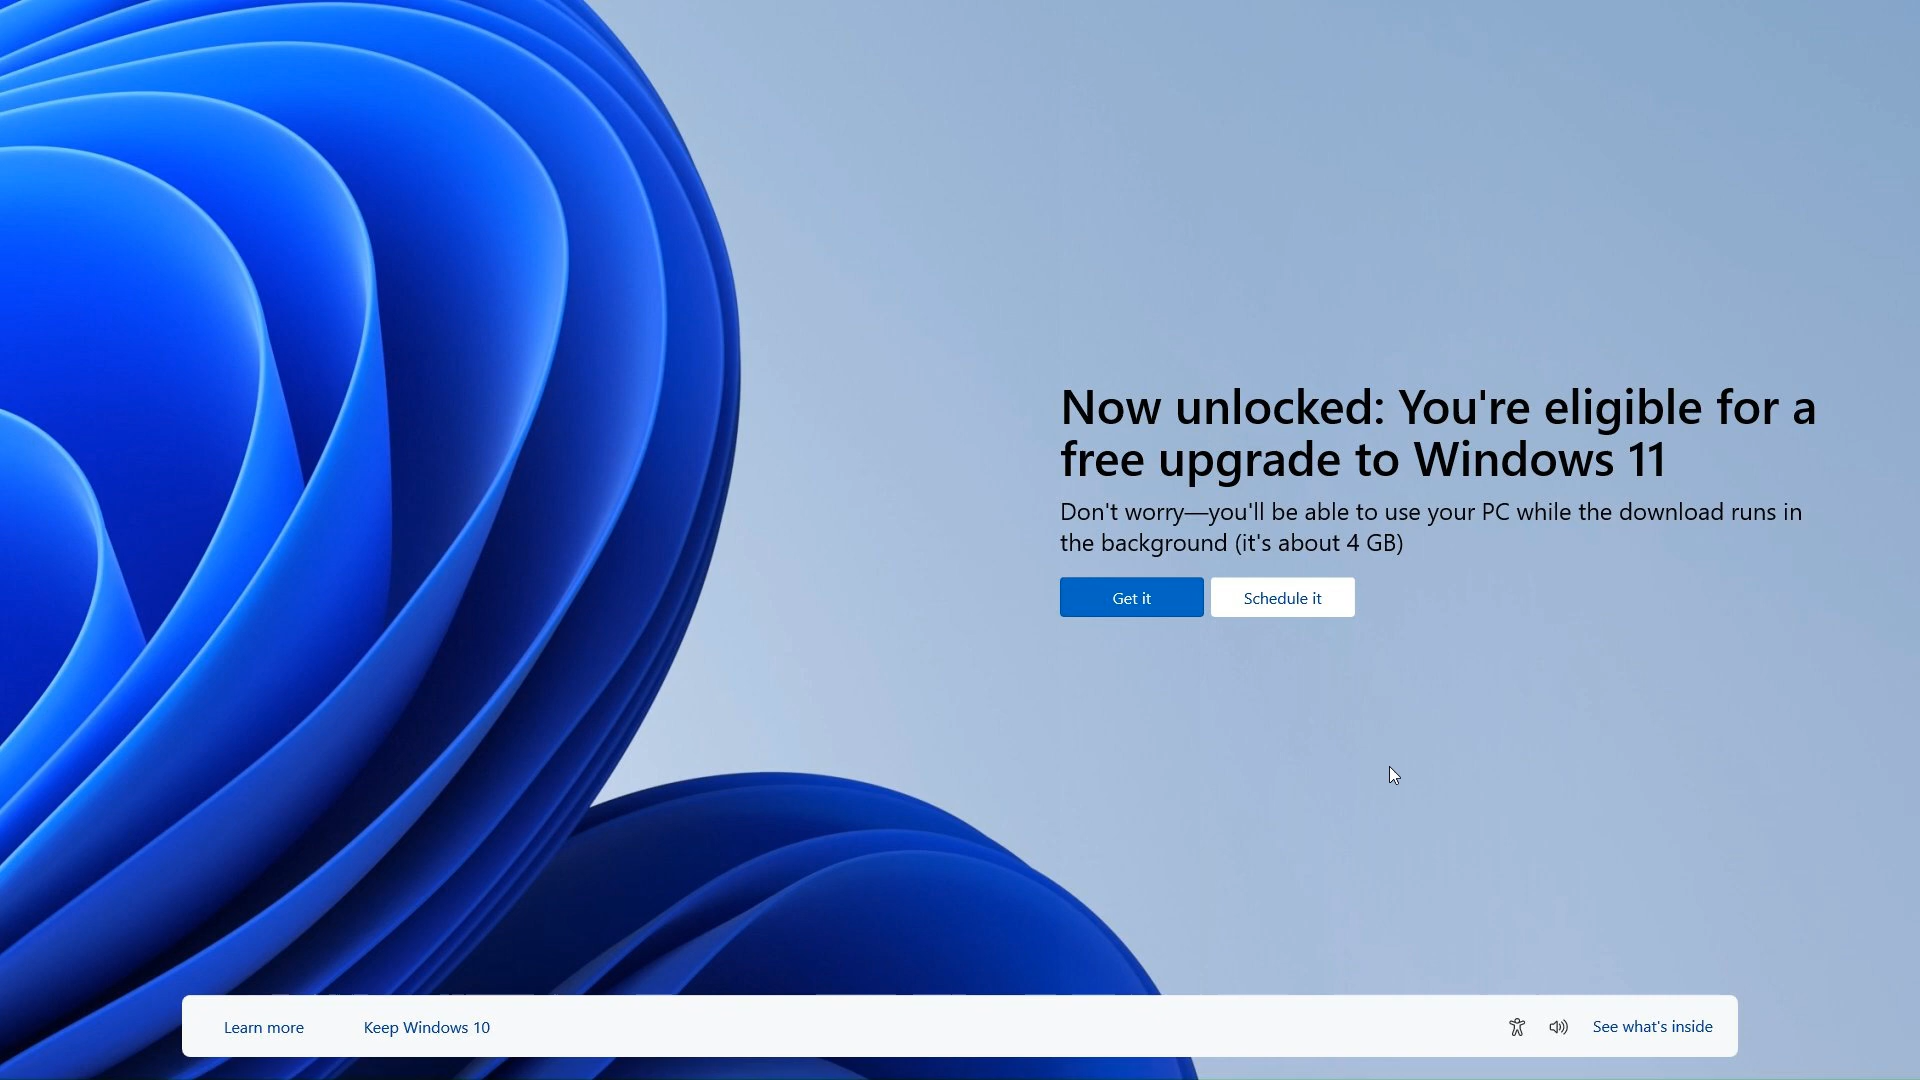 Now unlocked: You're eligible for a
free upgrade to Windows 11
Don't worry—you'll be able to use your PC while the download runs in
the background (it's about 4 GB)
Get it
Schedule it
Learn more
Keep Windows 10
See what's inside